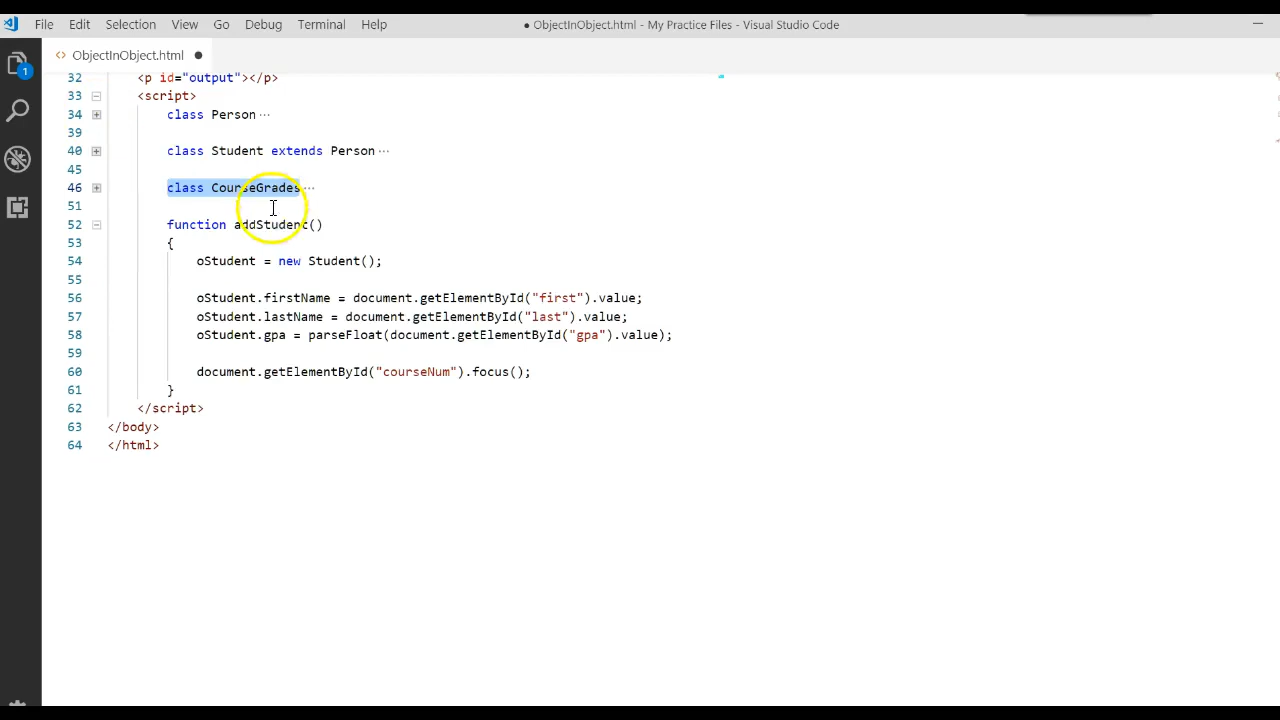 File Edit Selection View Go Debug Terminal Help ● ObjectInObject.html - My Practice Files - Visual Studio Code
<> ObjectInObject.html ●
32 <p id="output"></p>
33 <script>
34 class Person...
39
40 class Student extends Person...
45
46 class CourseGrades...
51
52 function addStudent()
53 {
54 oStudent = new Student();
55
56 oStudent.firstName = document.getElementById("first").value;
57 oStudent.lastName = document.getElementById("last").value;
58 oStudent.gpa = parseFloat(document.getElementById("gpa").value);
59
60 document.getElementById("courseNum").focus();
61 }
62 </script>
63 </body>
64 </html>
1